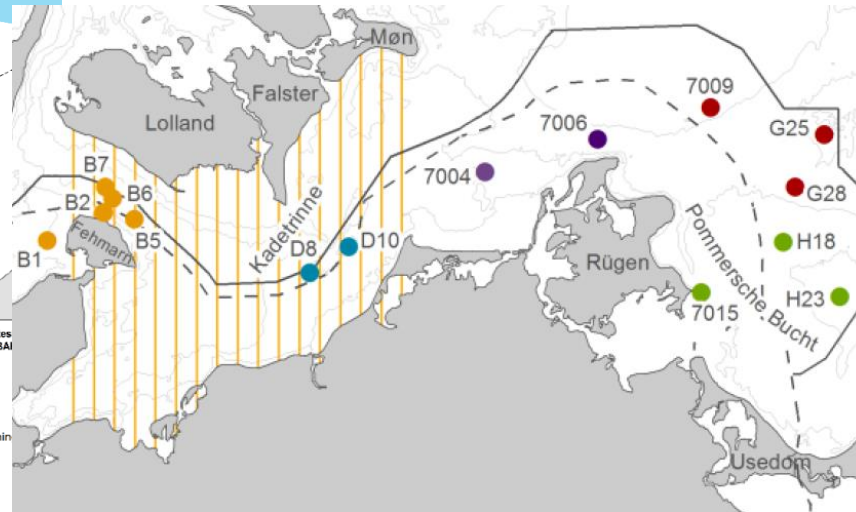 Møn
Falster
7009
Lolland
G25
7006
B7
7004
B6
Kadetrinne
G28
B2
Fehmarn
B5
Pommersche Bucht
H18
D8
D10
B1
Rügen
H23
7015
Usedom